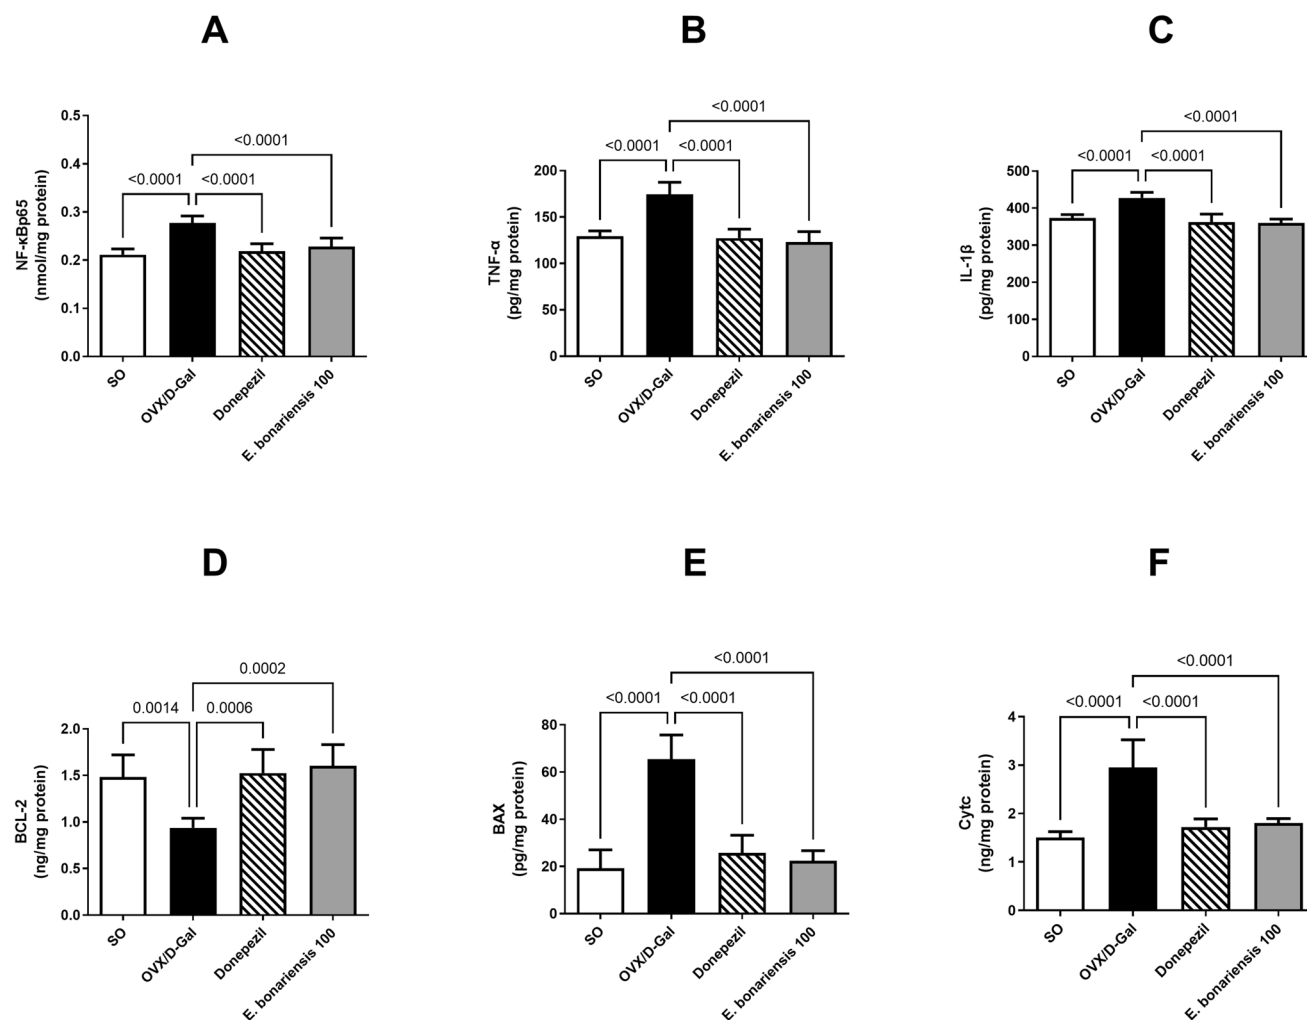 A
NF-κBp65
(nmol/mg protein)
0.5
0.4
0.3
0.2
0.1
0.0
<0.0001
<0.0001
<0.0001
SO
OVX/D-Gal
Donepezil
E. bonariensis 100
B
TNF-α
(pg/mg protein)
200
150
100
50
0
<0.0001
<0.0001
<0.0001
SO
OVX/D-Gal
Donepezil
E. bonariensis 100
C
IL-1β
(pg/mg protein)
500
400
300
200
100
0
<0.0001
<0.0001
<0.0001
SO
OVX/D-Gal
Donepezil
E. bonariensis 100
D
BCL-2
(ng/mg protein)
2.0
1.5
1.0
0.5
0.0
0.0002
0.0014
0.0006
SO
OVX/D-Gal
Donepezil
E. bonariensis 100
E
BAX
(pg/mg protein)
80
60
40
20
0
<0.0001
<0.0001
<0.0001
SO
OVX/D-Gal
Donepezil
E. bonariensis 100
F
Cytc
(ng/mg protein)
4
3
2
1
0
<0.0001
<0.0001
<0.0001
SO
OVX/D-Gal
Donepezil
E. bonariensis 100